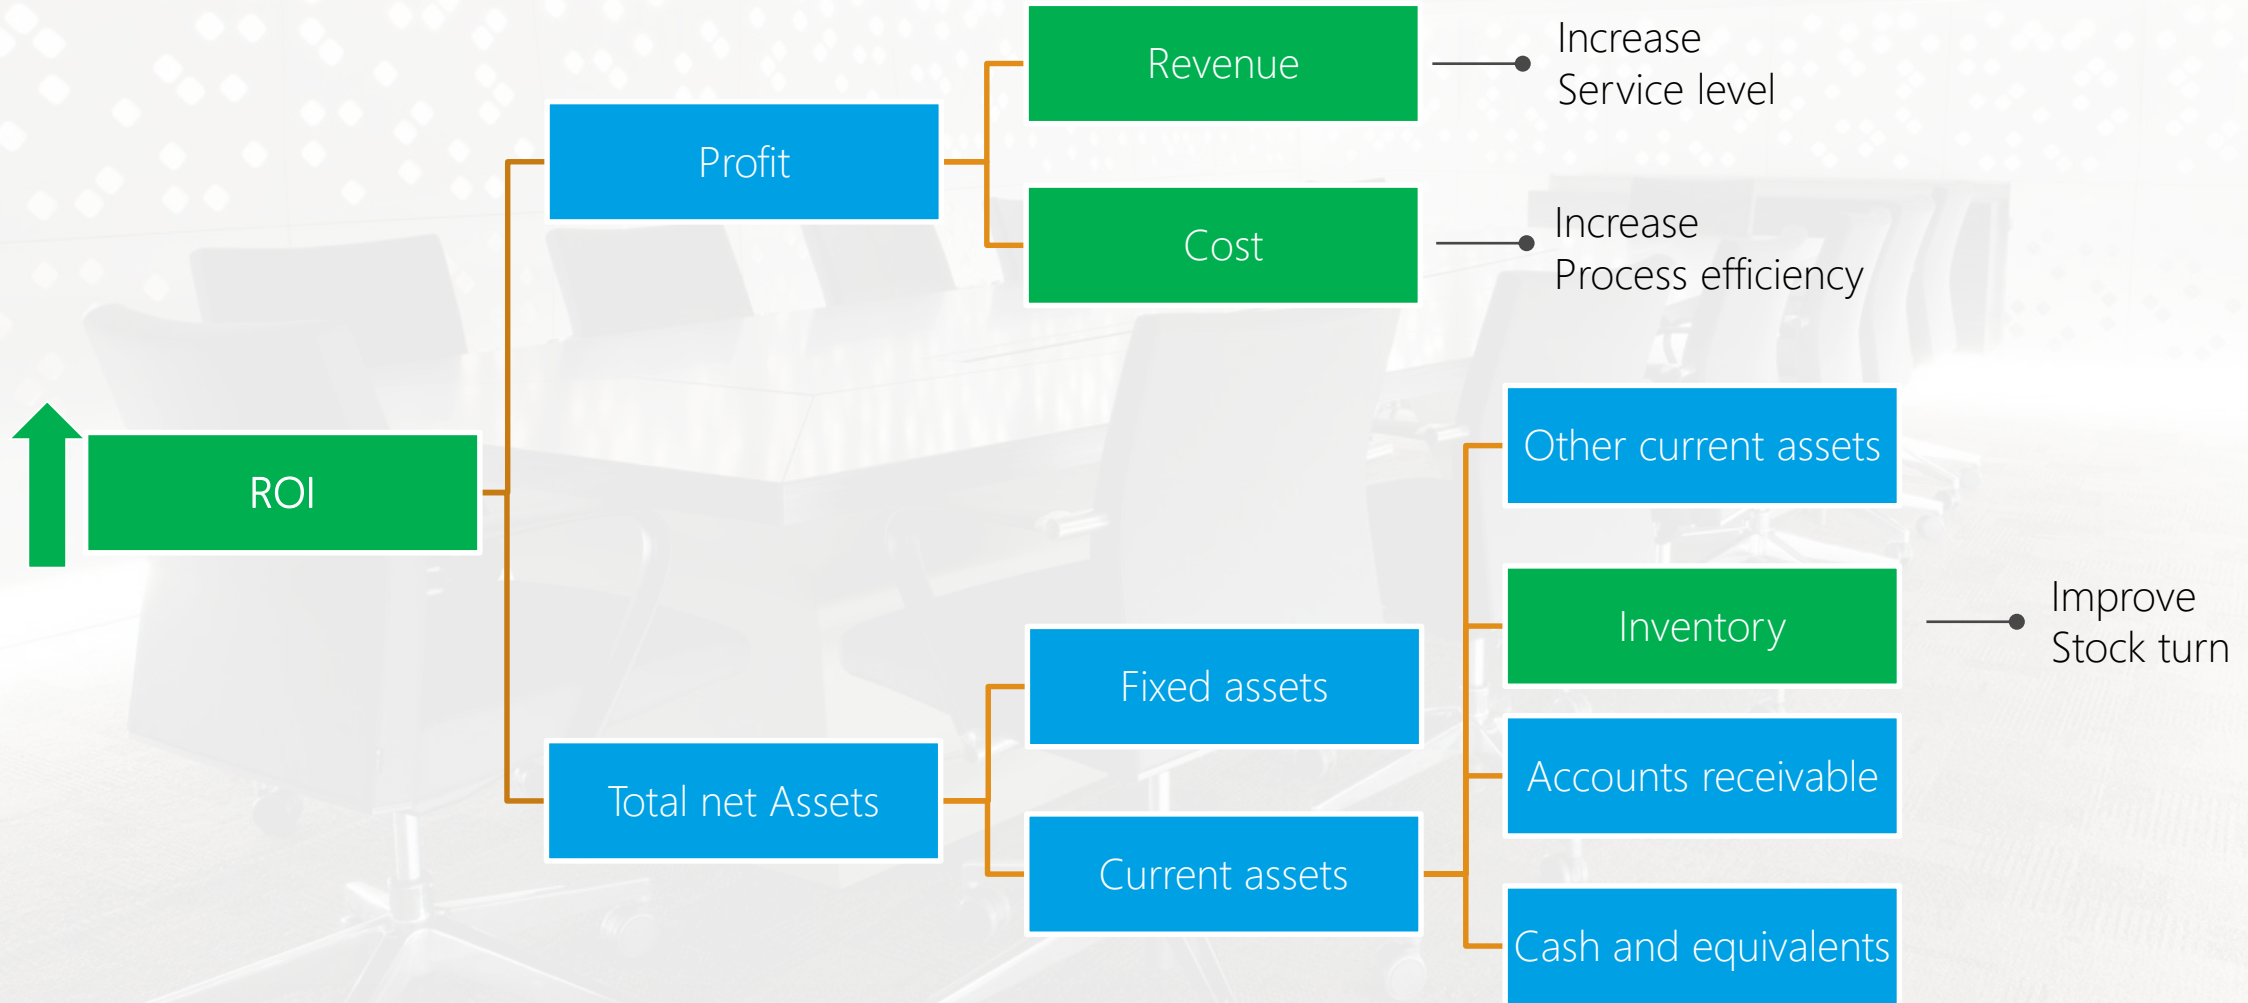 Revenue
Increase
Service level
Profit
Cost
Increase
Process efficiency
ROI
Other current assets
Inventory
Improve
Stock turn
Fixed assets
Total net Assets
Accounts receivable
Current assets
Cash and equivalents